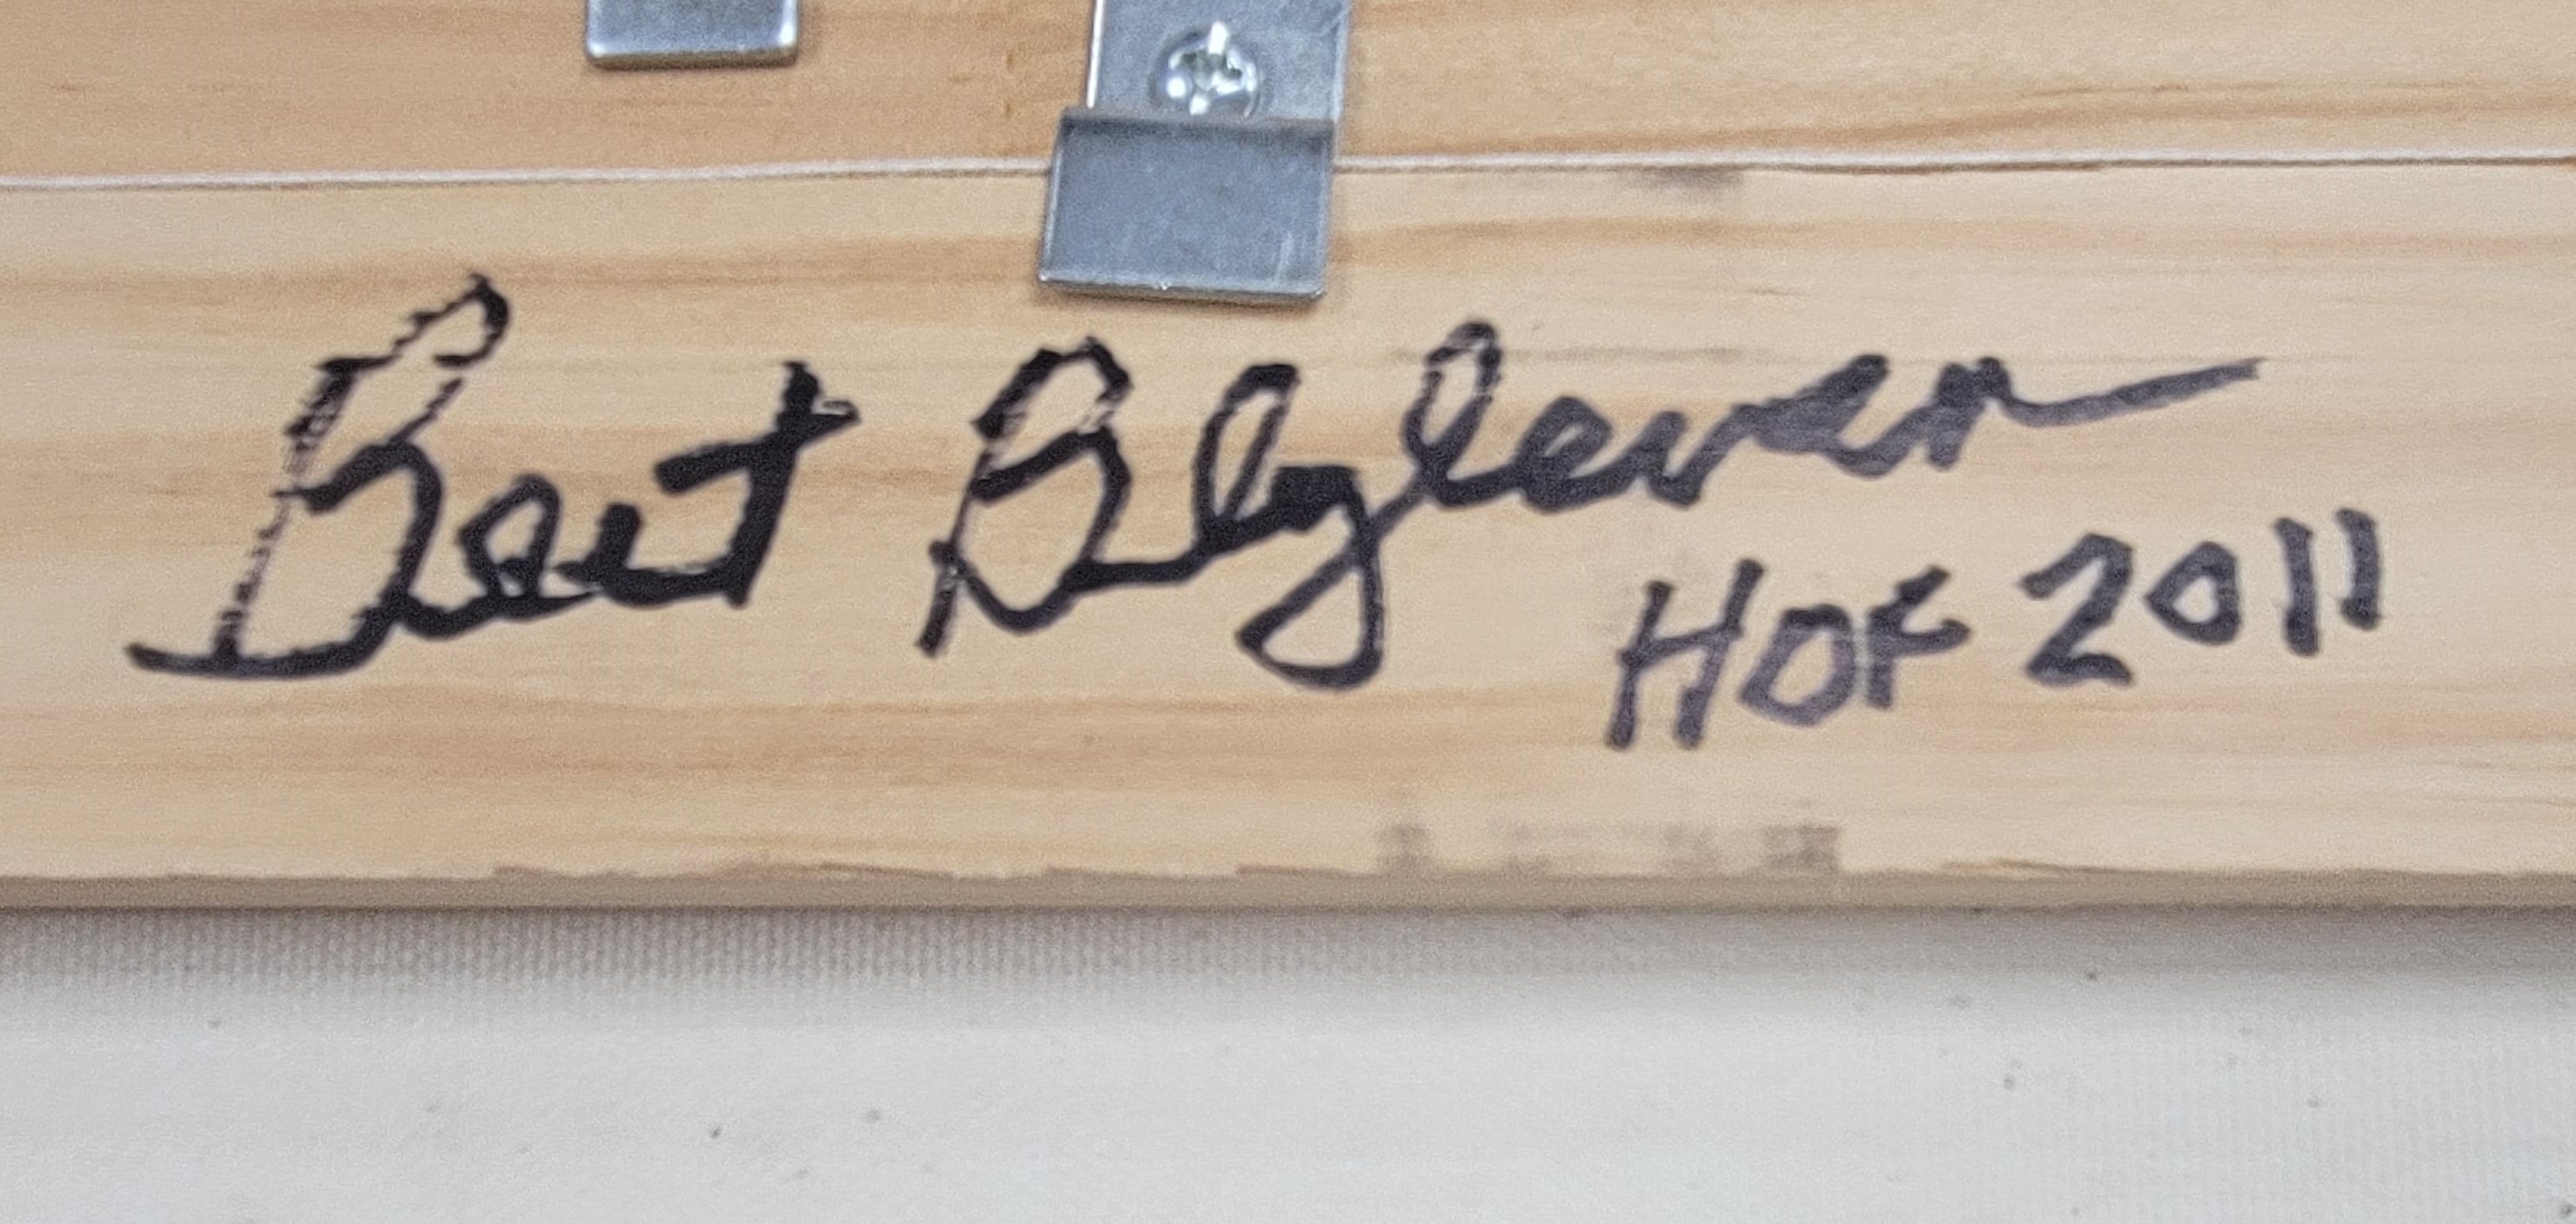 Bert Blyleven
HOF 2011